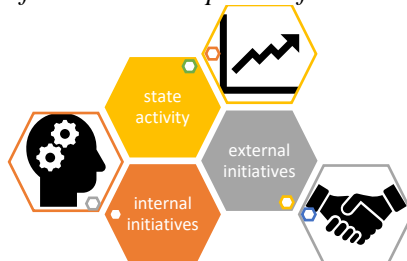 state
activity
external
initiatives
internal
initiatives